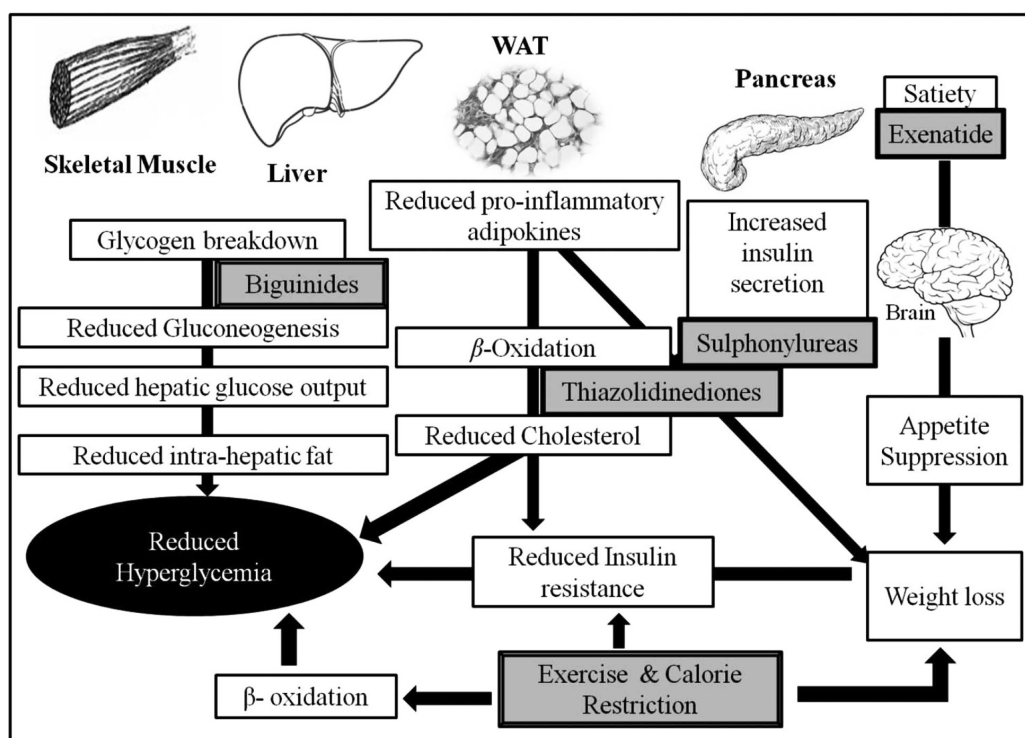 WAT
Pancreas
Skeletal Muscle
Liver
Satiety
Exenatide
Glycogen breakdown
Biguinides
Reduced Gluconeogenesis
Reduced hepatic glucose output
Reduced intra-hepatic fat
Reduced pro-inflammatory
adipokines
β-Oxidation
Thiazolidinediones
Reduced Cholesterol
Increased
insulin
secretion
Sulphonylureas
Brain
Appetite
Suppression
Reduced
Hyperglycemia
Reduced Insulin
resistance
Weight loss
β- oxidation
Exercise & Calorie
Restriction